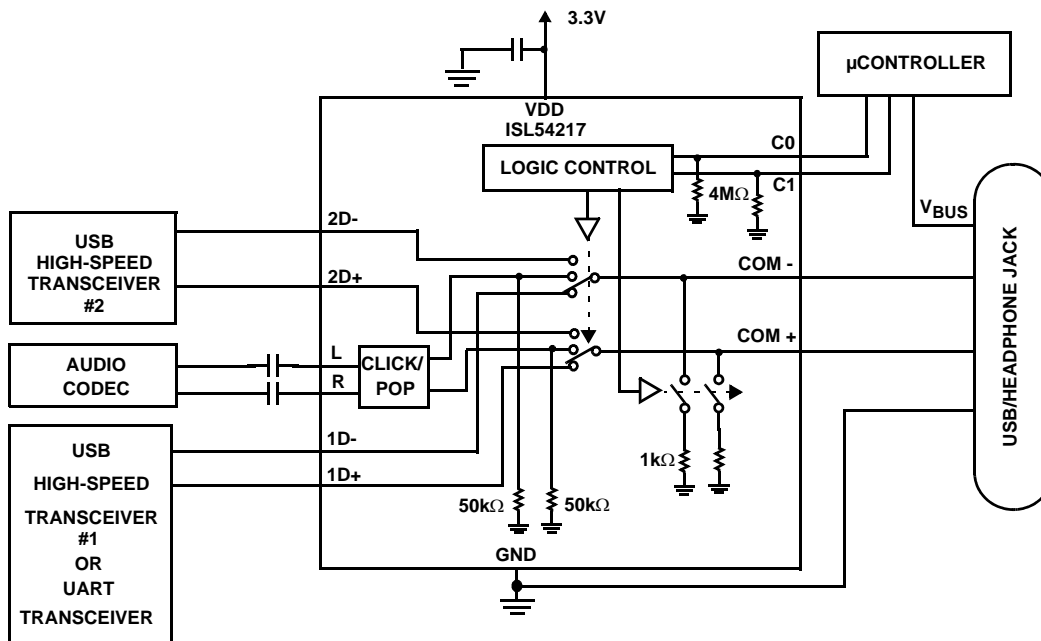 3.3V
µCONTROLLER
VDD
ISL54217
LOGIC CONTROL
C0
C1
4MΩ
VBUS
USB/HEADPHONE JACK
2D-
USB
HIGH-SPEED
TRANSCEIVER
#2
2D+
COM -
COM +
AUDIO
CODEC
L
R
CLICK/
POP
1D-
1D+
USB
HIGH-SPEED
TRANSCEIVER
#1
OR
UART
TRANSCEIVER
1kΩ
50kΩ
50kΩ
GND